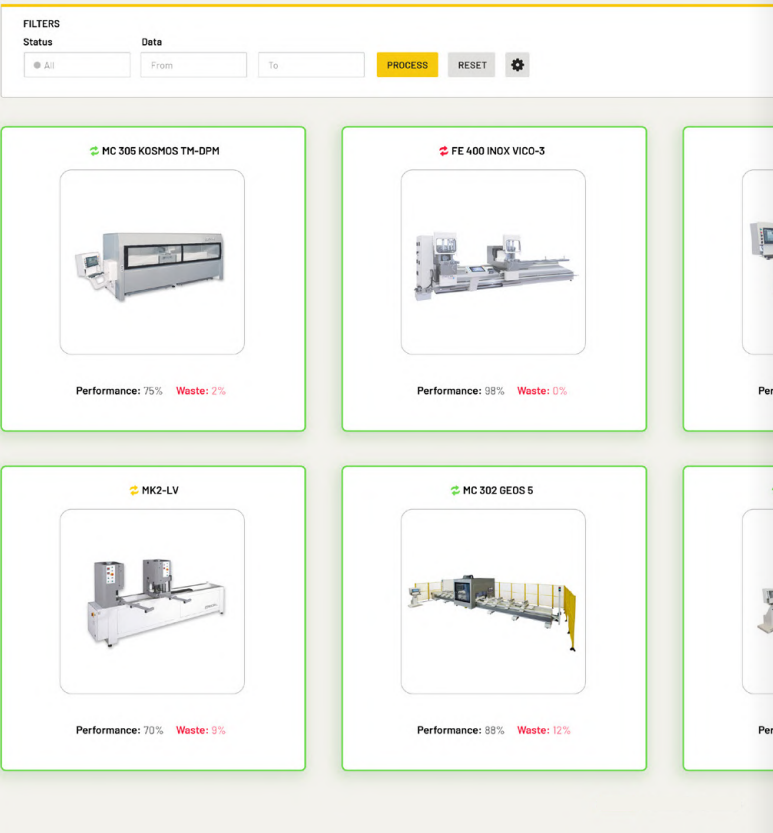 FILTERS
Status Data
All From To PROCESS RESET
MC 305 KOSMOS TM-DPM
FE 400 INOX VICO-3
Performance: 75% Waste: 2%
Performance: 98% Waste: 0%
Per
MK2-LV
MC 302 GEOS 5
Performance: 70% Waste: 9%
Performance: 88% Waste: 12%
Per